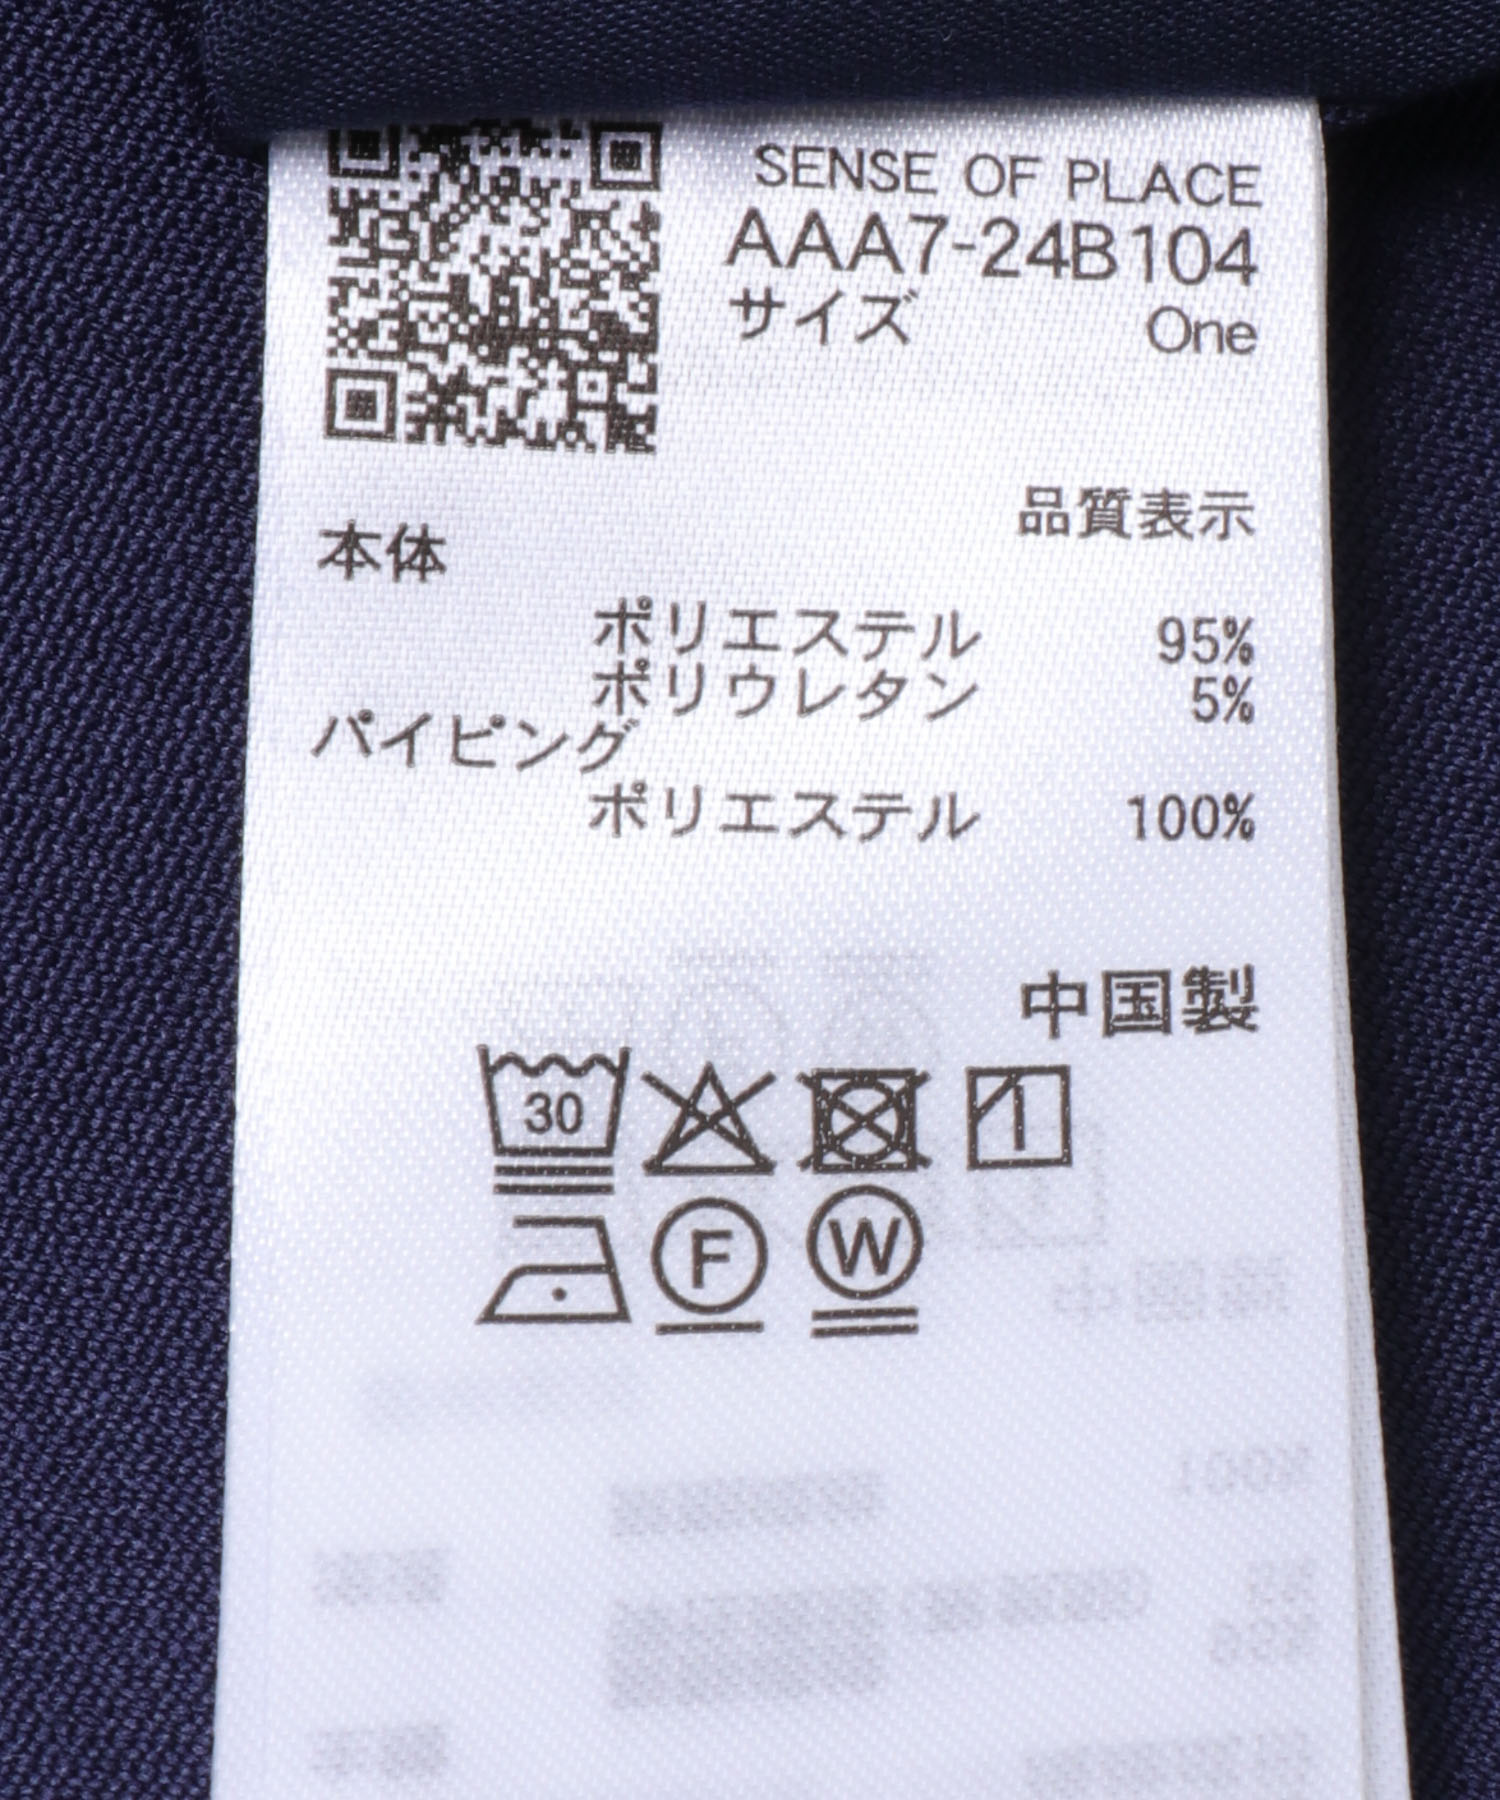 SENSE OF PLACE
AAA7-24B104
サイズ One
品質表示
本体
ポリエステル 95%
ポリウレタン 5%
パイピング
ポリエステル 100%
中国製
30
F W